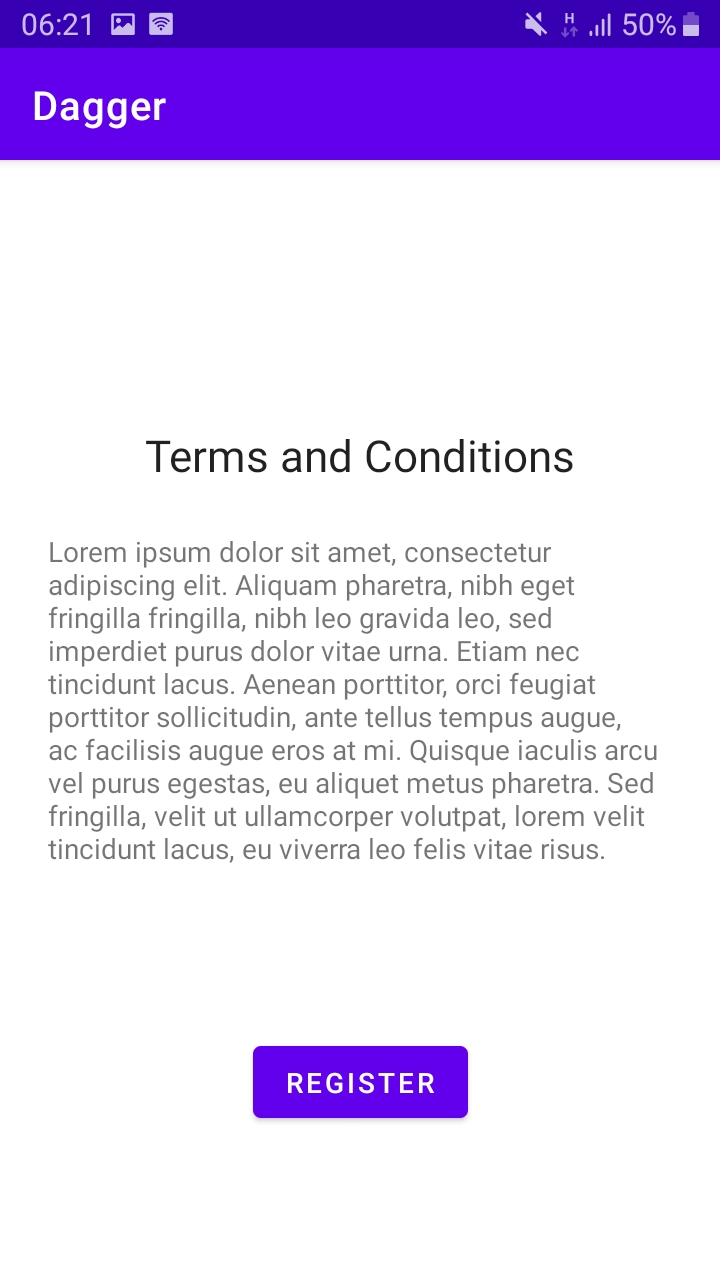 06:21
H
50%
Dagger
Terms and Conditions
Lorem ipsum dolor sit amet, consectetur
adipiscing elit. Aliquam pharetra, nibh eget
fringilla fringilla, nibh leo gravida leo, sed
imperdiet purus dolor vitae urna. Etiam nec
tincidunt lacus. Aenean porttitor, orci feugiat
porttitor sollicitudin, ante tellus tempus augue,
ac facilisis augue eros at mi. Quisque iaculis arcu
vel purus egestas, eu aliquet metus pharetra. Sed
fringilla, velit ut ullamcorper volutpat, lorem velit
tincidunt lacus, eu viverra leo felis vitae risus.
REGISTER